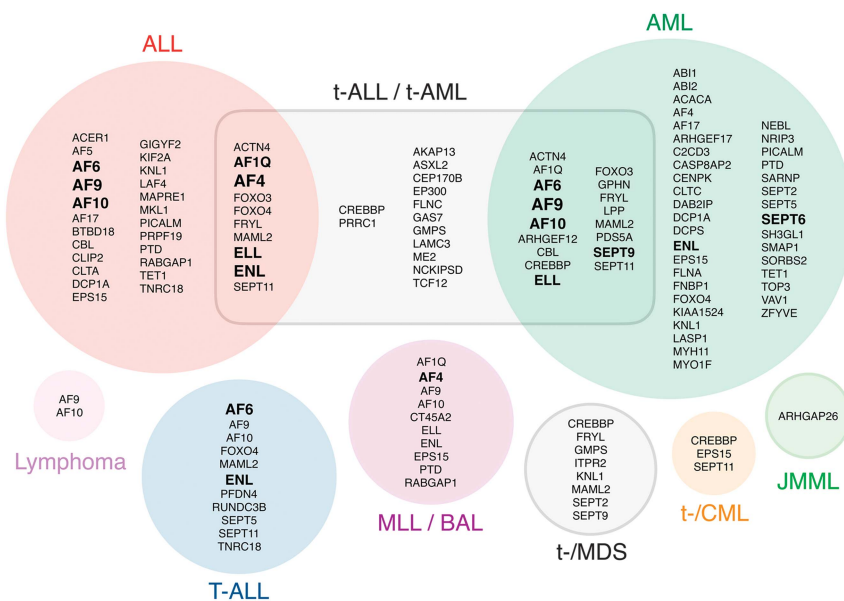 ALL
ACER1
AF5
AF6
AF9
AF10
AF17
BTBD18
CBL
CLIP2
CLTA
DCP1A
EPS15
GIGYF2
KIF2A
KNL1
LAF4
MAPRE1
MKL1
PICALM
PRPF19
PTD
RABGAP1
TET1
TNRC18
t-ALL / t-AML
ACTN4
AF1Q
AF4
FOXO3
FOXO4
FRYL
MAML2
ELL
ENL
SEPT11
CREBBP
PRRC1
AKAP13
ASXL2
CEP170B
EP300
FLNC
GAS7
GMPS
LAMC3
ME2
NCKIPSD
TCF12
AML
ACTN4
AF1Q
AF6
AF9
AF10
ARHGEF12
CBL
CREBBP
ELL
FOXO3
GPHN
FRYL
LPP
MAML2
PDS5A
SEPT9
SEPT11
ABI1
ABI2
ACACA
AF4
AF17
ARHGEF17
C2CD3
CASP8AP2
CENPK
CLTC
DAB2IP
DCP1A
DCPS
ENL
EPS15
FLNA
FNBP1
FOXO4
KIAA1524
KNL1
LASP1
MYH11
MYO1F
NEBL
NRIP3
PICALM
PTD
SARNP
SEPT2
SEPT5
SEPT6
SH3GL1
SMAP1
SORBS2
TET1
TOP3
VAV1
ZFYVE
AF9
AF10
Lymphoma
AF6
AF9
AF10
FOXO4
MAML2
ENL
PFDN4
RUNDC3B
SEPT5
SEPT11
TNRC18
T-ALL
AF1Q
AF4
AF9
AF10
CT45A2
ELL
ENL
EPS15
PTD
RABGAP1
MLL / BAL
CREBBP
FRYL
GMPS
ITPR2
KNL1
MAML2
SEPT2
SEPT9
t-/MDS
CREBBP
EPS15
SEPT11
t-/CML
ARHGAP26
JMML